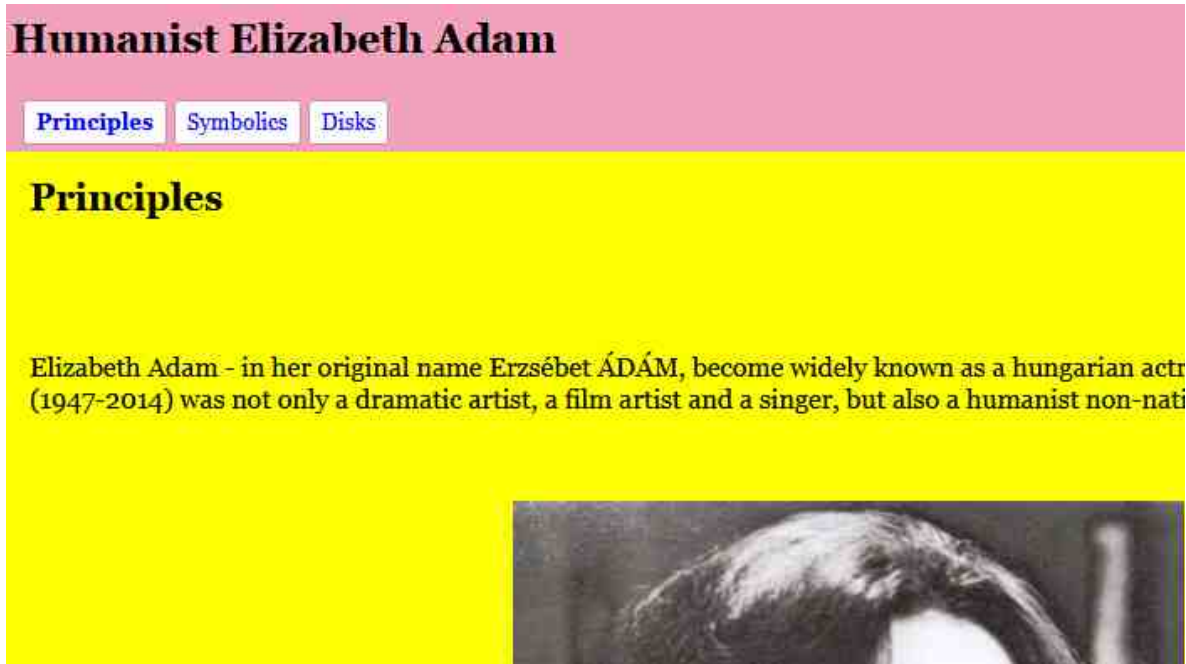 Humanist Elizabeth Adam
Principles Symbolics Disks
Principles
Elizabeth Adam - in her original name Erzsébet ÁDÁM, become widely known as a hungarian
(1947-2014) was not only a dramatic artist, a film artist and a singer, but also a humanist